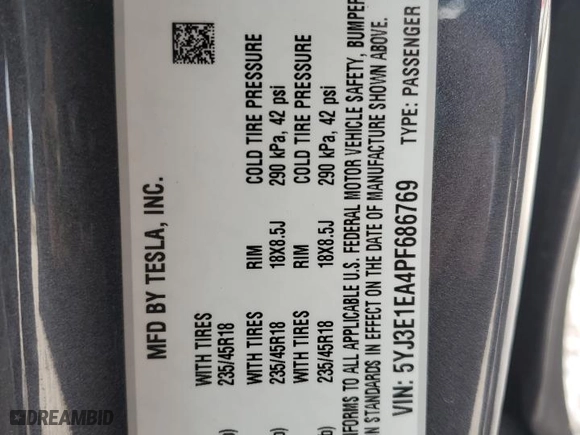 MFD BY TESLA, INC.
WITH TIRES
235/45R18
WITH TIRES RIM COLD TIRE PRESSURE
235/45R18 18X8.5J 290 kPa, 42 psi
WITH TIRES RIM COLD TIRE PRESSURE
235/45R18 18X8.5J 290 kPa, 42 psi
TO ALL APPLICABLE U.S. FEDERAL MOTOR VEHICLE SAFETY, BUMPER
STANDARDS IN EFFECT ON THE DATE OF MANUFACTURE SHOWN ABOVE.
VIN: 5YJ3E1EA4PF686769 TYPE: PASSENGER
DREAMBID